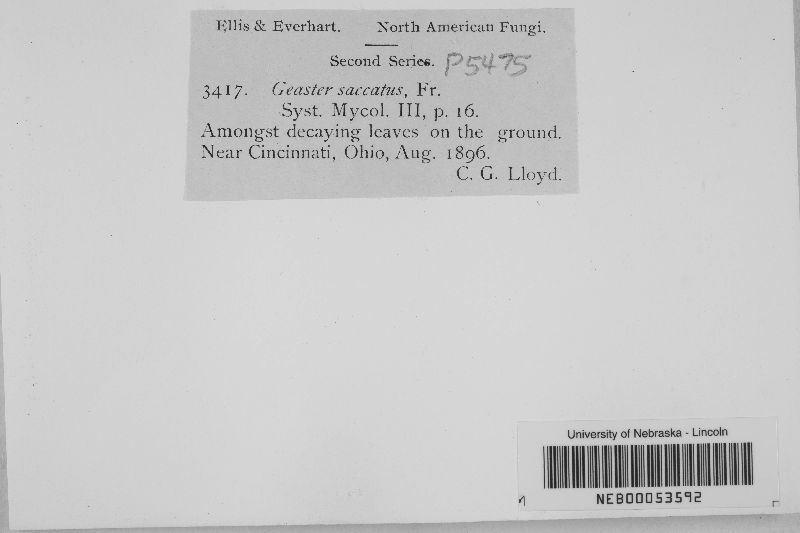 Ellis & Everhart. North American Fungi.
Second Series. P5475
3417. Geaster saccatus, Fr.
Syst. Mycol. III, p. 16.
Amongst decaying leaves on the ground.
Near Cincinnati, Ohio, Aug. 1896.
C. G. Lloyd.
University of Nebraska - Lincoln
NEB00053592